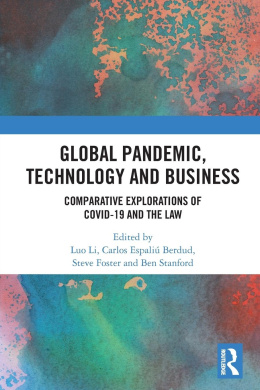 GLOBAL PANDEMIC,
TECHNOLOGY AND BUSINESS
COMPARATIVE EXPLORATIONS OF
COVID-19 AND THE LAW
Edited by
Luo Li, Carlos Espaliú Berdud,
Steve Foster and Ben Stanford
ROUTLEDGE